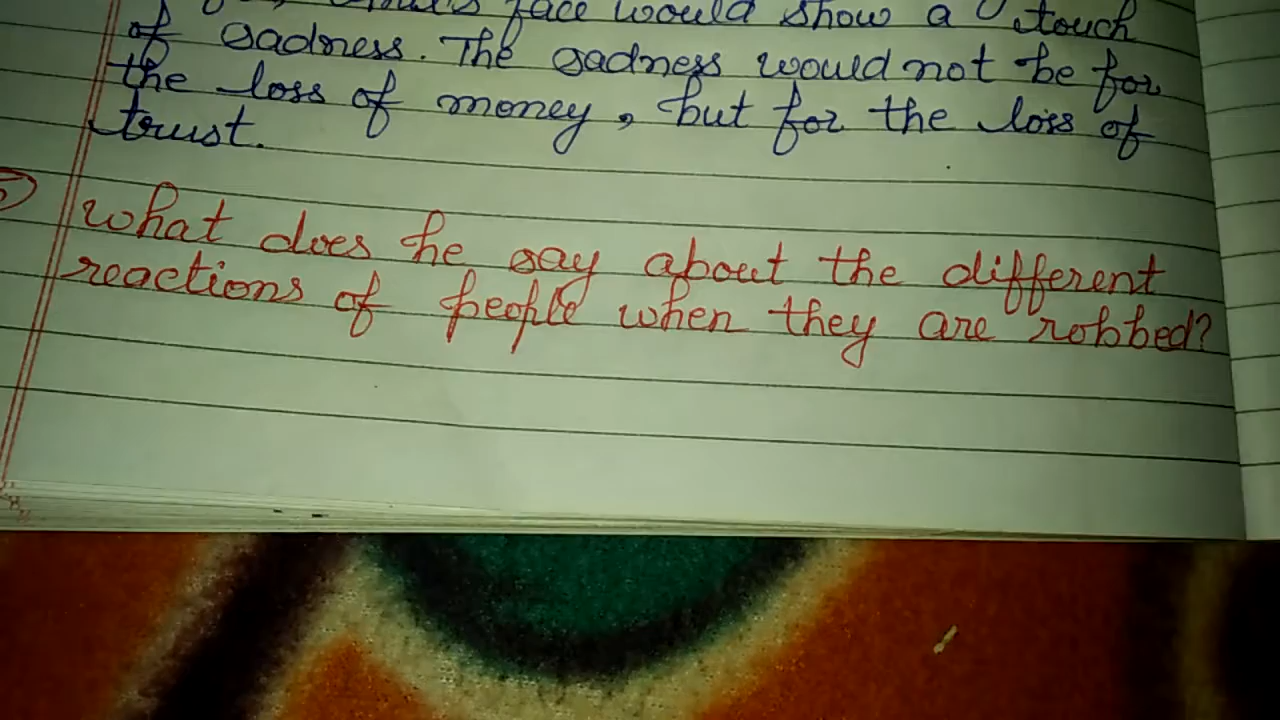 face would show a touch
of sadness. The sadness would not be for
the loss of money, but for the loss of
trust.
What does he say about the different
reactions of people when they are robbed?